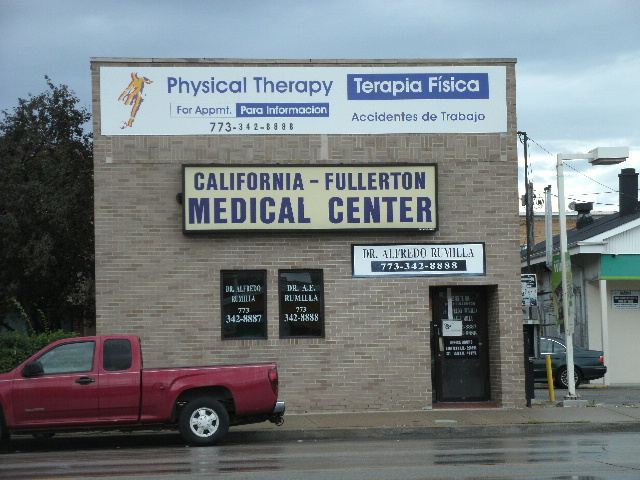 Physical Therapy
Terapia Física
For Appmt. Para Informacion
773-342-8888
Accidentes de Trabajo
CALIFORNIA - FULLERTON
MEDICAL CENTER
DR. ALFREDO RUMILLA
773-342-8888
DR. ALFREDO
RUMILLA
773
342-8887
DR. A.E.
RUMILLA
773
342-8888